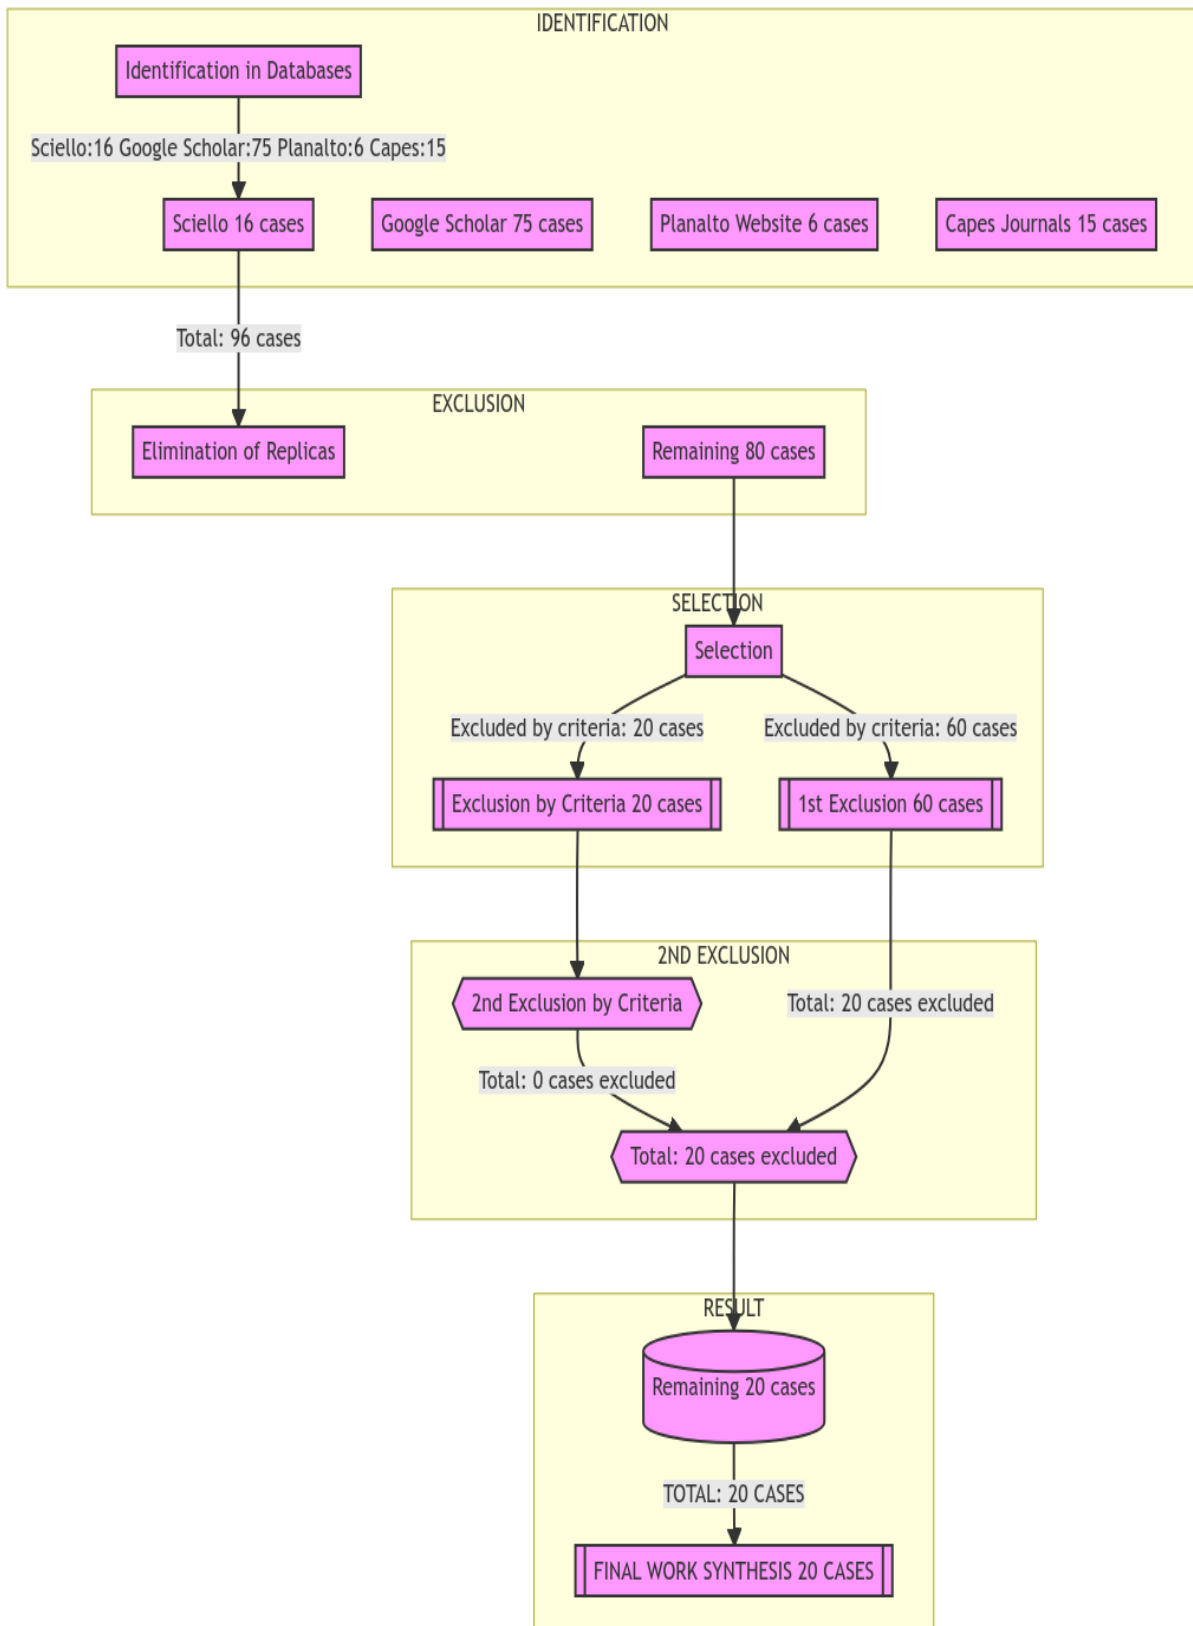 IDENTIFICATION
Identification in Databases
Sciello:16 Google Scholar:75 Planalto:6 Capes:15
Sciello 16 cases
Google Scholar 75 cases
Planalto Website 6 cases
Capes Journals 15 cases
Total: 96 cases
EXCLUSION
Elimination of Replicas
Remaining 80 cases
SELECTION
Selection
Excluded by criteria: 20 cases
Excluded by criteria: 60 cases
Exclusion by Criteria 20 cases
1st Exclusion 60 cases
2ND EXCLUSION
2nd Exclusion by Criteria
Total: 20 cases excluded
Total: 0 cases excluded
Total: 20 cases excluded
RESULT
Remaining 20 cases
TOTAL: 20 CASES
FINAL WORK SYNTHESIS 20 CASES